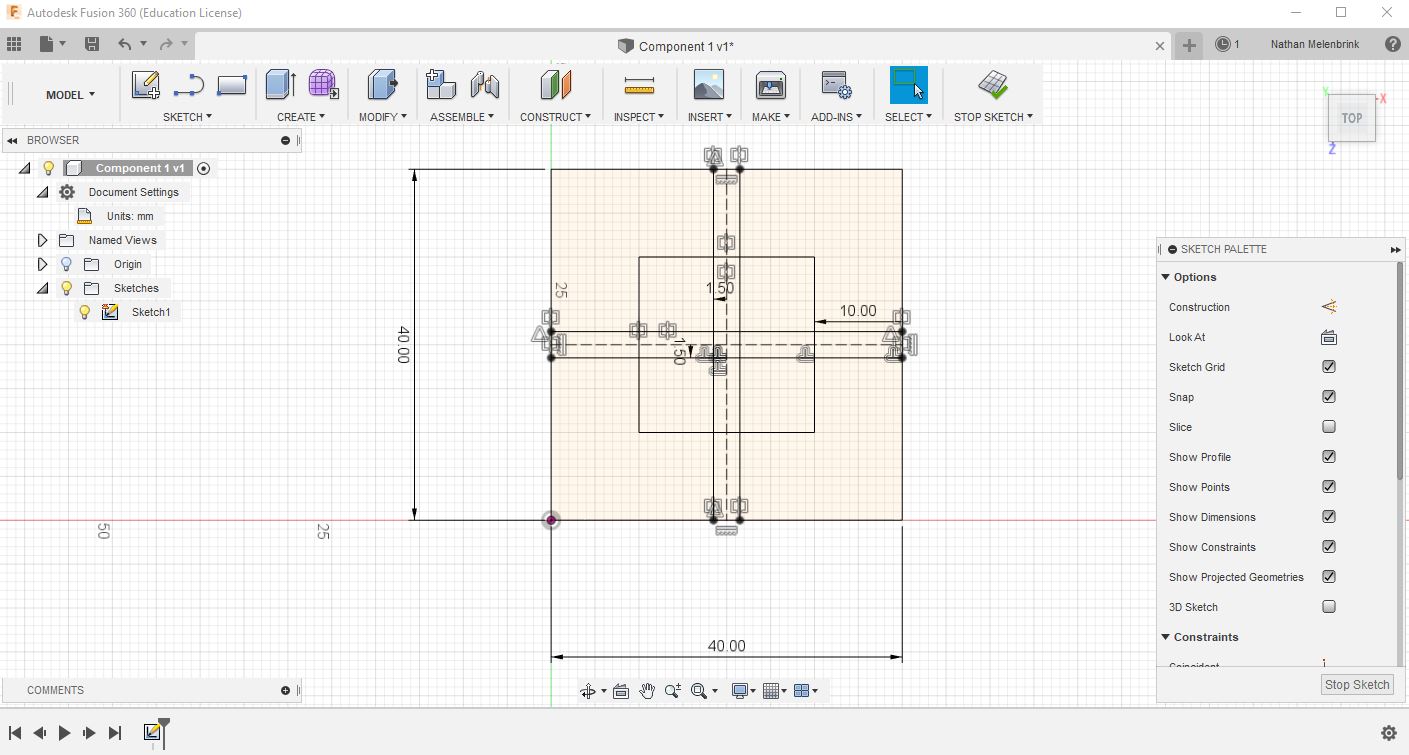 Autodesk Fusion 360 (Education License)
Component 1 v1*
1
Nathan Melenbrink
MODEL
SKETCH
CREATE
MODIFY
ASSEMBLE
CONSTRUCT
INSPECT
INSERT
MAKE
ADD-INS
SELECT
STOP SKETCH
BROWSER
Component 1 v1
Document Settings
Units: mm
Named Views
Origin
Sketches
Sketch1
Y
X
TOP
Z
25
1.50
10.00
40.00
1.50
50
25
40.00
SKETCH PALETTE
Options
Construction
Look At
Sketch Grid
Snap
Slice
Show Profile
Show Points
Show Dimensions
Show Constraints
Show Projected Geometries
3D Sketch
Constraints
Coincident
Stop Sketch
COMMENTS